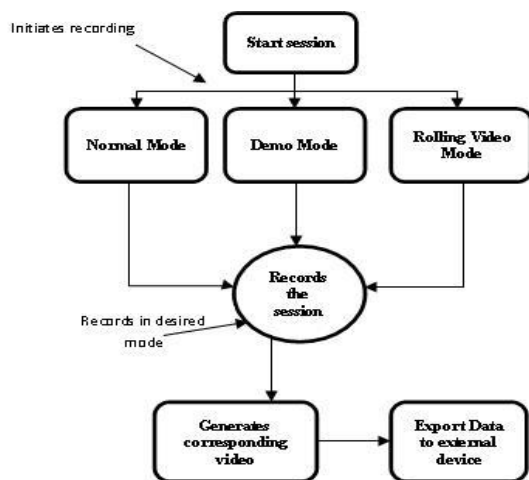 Initiates recording
Start session
Normal Mode
Demo Mode
Rolling Video
Mode
Records
the
session
Records in desired
mode
Generates
corresponding
video
Export Data
to external
device